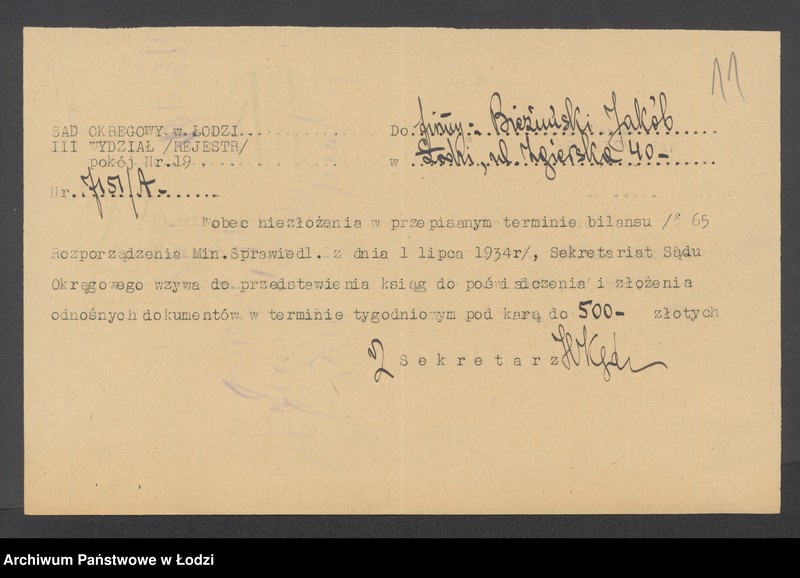 11
SAD OKREGOWY w.ŁODZI............
III WYDZIAŁ /REJESTR/
pokój Nr.19 ...............
Nr. 7151/A-
Do firmy: Bieżuński Jakób
w Łodzi, ul. Zgierska 40-
Wobec niezłożenia w przepisanym terminie bilansu /§ 65
Rozporządzenia Min.Sprawiedl. z dnia 1 lipca 1934r/, Sekretariat Sądu
Okręgowego wzywa do przedstawienia ksiąg do poświadczenia i złożenia
odnośnych dokumentów w terminie tygodniowym pod karą do 500- złotych
Sekretarz
Archiwum Państwowe w Łodzi